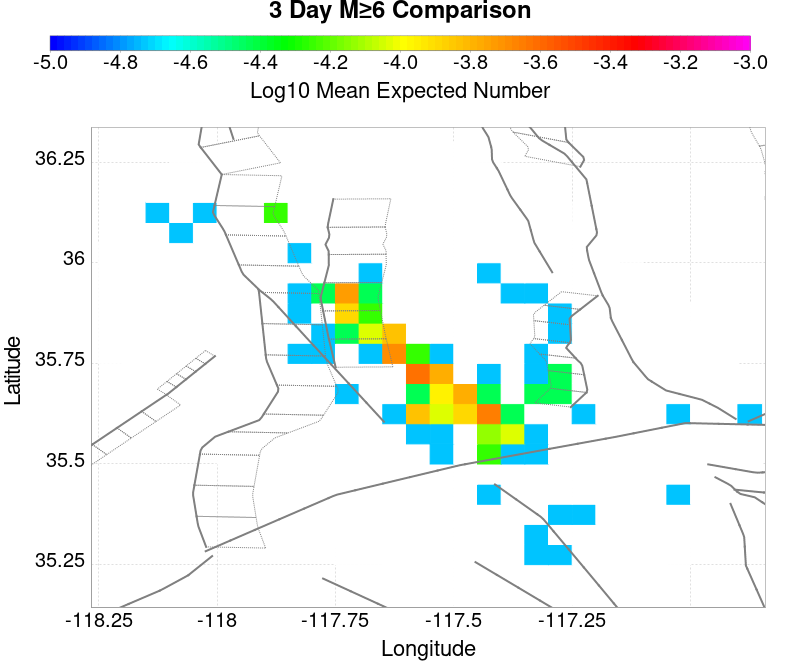 3 Day M≥6 Comparison
-5.0 -4.8 -4.6 -4.4 -4.2 -4.0 -3.8 -3.6 -3.4 -3.2 -3.0
Log10 Mean Expected Number
36.25
36
35.75
35.5
35.25
Latitude
-118.25 -118 -117.75 -117.5 -117.25
Longitude